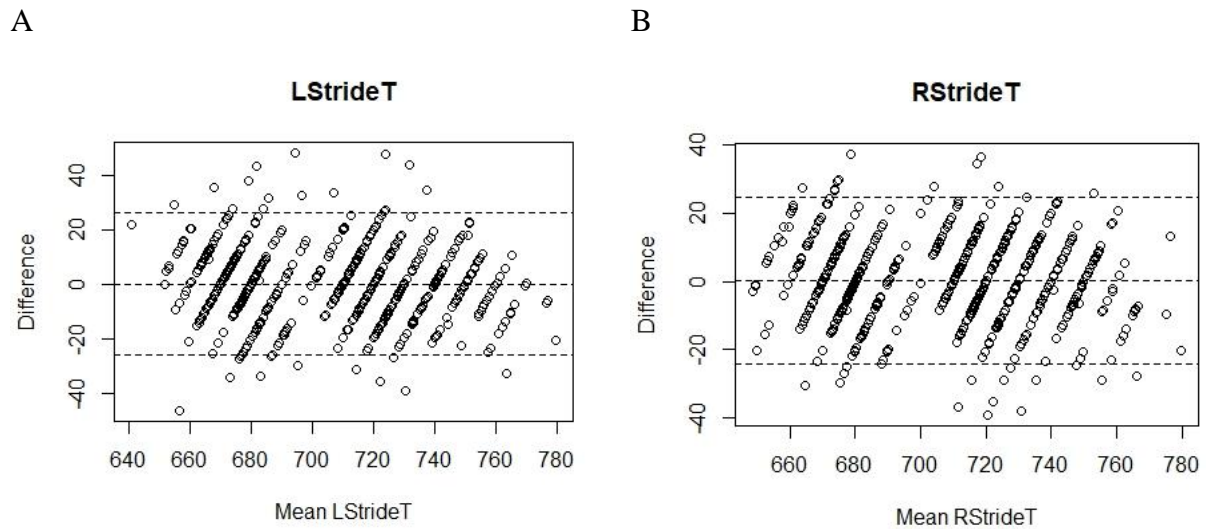 A
B
LStrideT
RStrideT
Difference
40
20
0
-20
-40
640 660 680 700 720 740 760 780
Mean LStrideT
Difference
40
20
0
-20
-40
660 680 700 720 740 760 780
Mean RStrideT